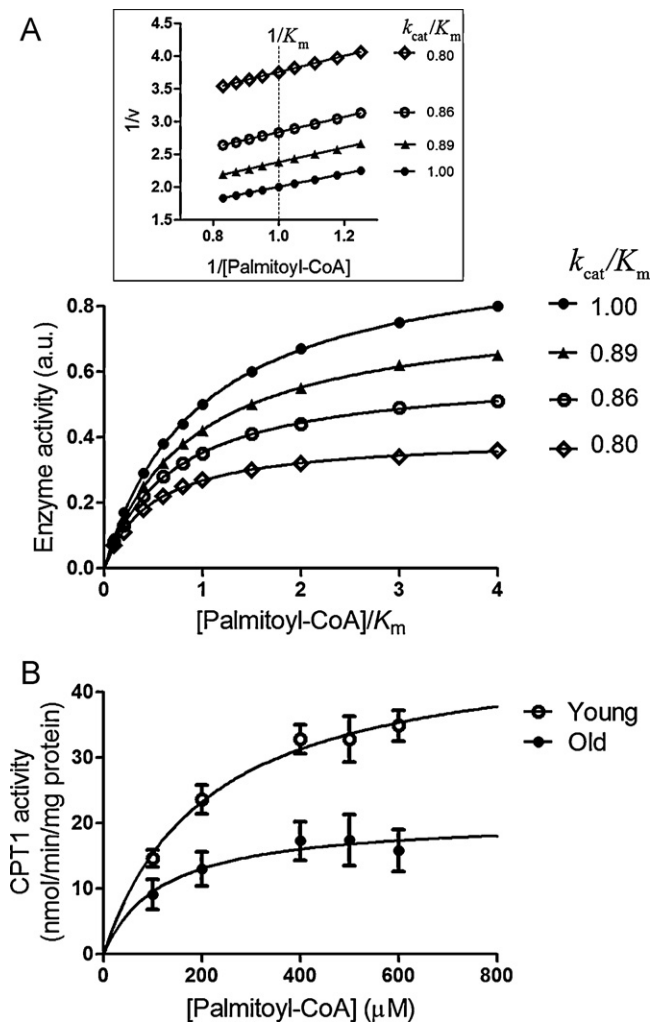 A
1/Km
kcat/Km
4.5
4.0
3.5
3.0
2.5
2.0
1.5
1/v
0.80
0.86
0.89
1.00
0.8 1.0 1.2
1/[Palmitoyl-CoA]
kcat/Km
1.00
0.89
0.86
0.80
0.8
0.6
0.4
0.2
0.0
Enzyme activity (a.u.)
0 1 2 3 4
[Palmitoyl-CoA]/Km
B
40
30
20
10
0
CPT1 activity
(nmol/min/mg protein)
Young
Old
0 200 400 600 800
[Palmitoyl-CoA] (μM)